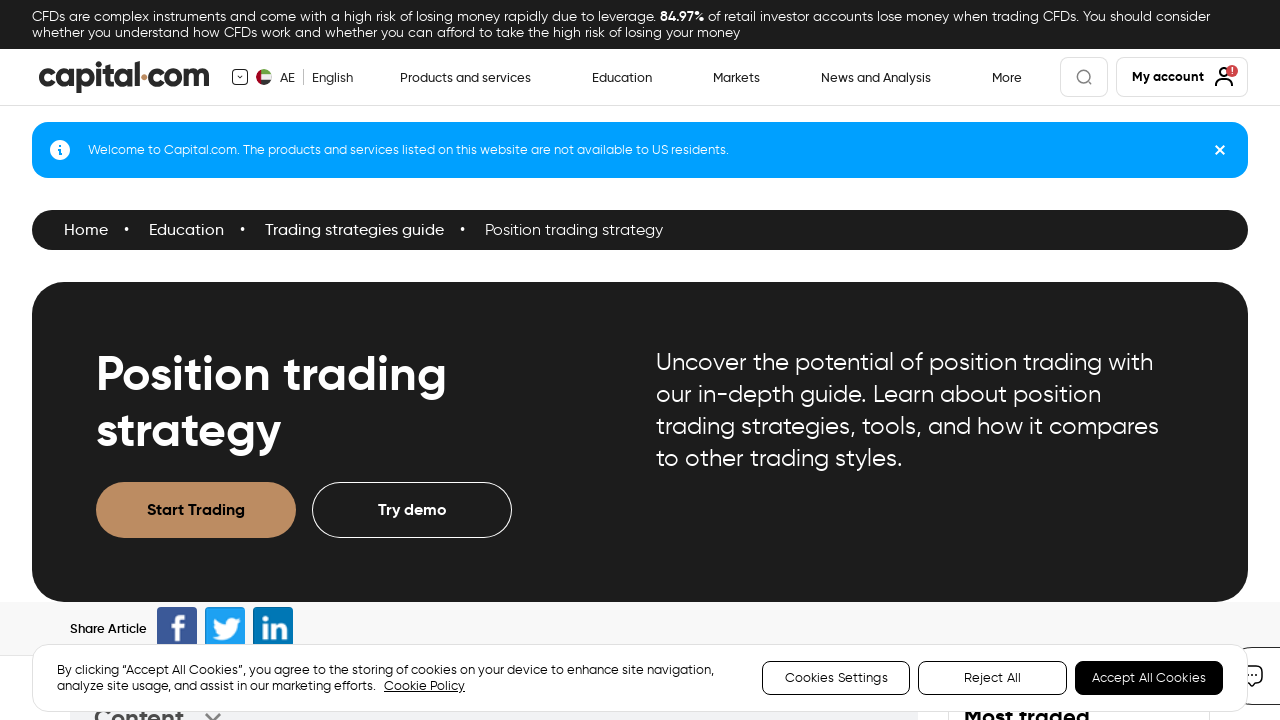 CFDs are complex instruments and come with a high risk of losing money rapidly due to leverage. 84.97% of retail investor accounts lose money when trading CFDs. You should consider
whether you understand how CFDs work and whether you can afford to take the high risk of losing your money
capital.com
AE English Products and services Education Markets News and Analysis More My account
Welcome to Capital.com. The products and services listed on this website are not available to US residents.
Home • Education • Trading strategies guide • Position trading strategy
Position trading
strategy
Uncover the potential of position trading with
our in-depth guide. Learn about position
trading strategies, tools, and how it compares
to other trading styles.
Start Trading Try demo
Share Article
By clicking “Accept All Cookies”, you agree to the storing of cookies on your device to enhance site navigation,
analyze site usage, and assist in our marketing efforts. Cookie Policy
Cookies Settings Reject All Accept All Cookies
Content Most traded